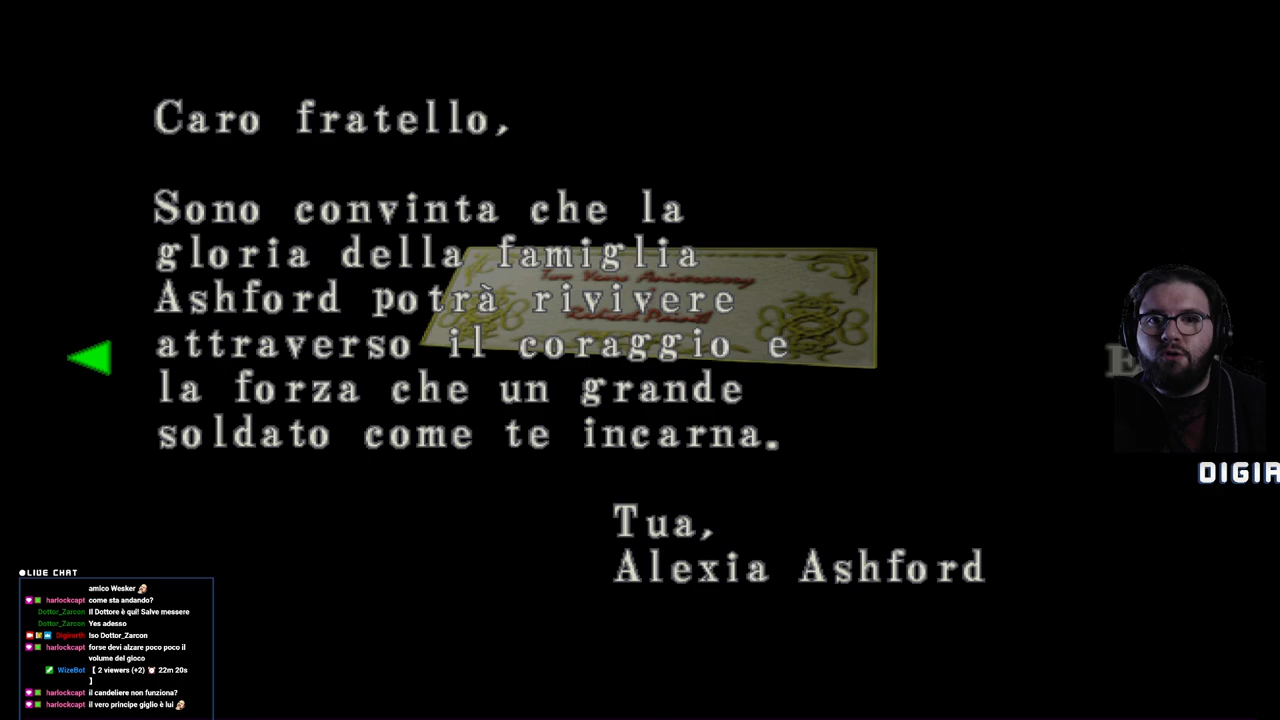 Caro fratello,
Sono convinta che la
gloria della famiglia
Ashford potrà rivivere
attraverso il coraggio e
la forza che un grande
soldato come te incarna.
Tua,
Alexia Ashford
E
DIGIR
LIVE CHAT
amico Wesker
harlockcapt come sta andando?
Dottor_Zarcon Il Dottore è qui! Salve messere
Dottor_Zarcon Yes adesso
Diginorth Iso Dottor_Zarcon
harlockcapt forse devi alzare poco poco il
volume del gioco
WizeBot [ 2 viewers (+2) 22m 20s
]
harlockcapt il candeliere non funziona?
harlockcapt il vero principe giglio è lui